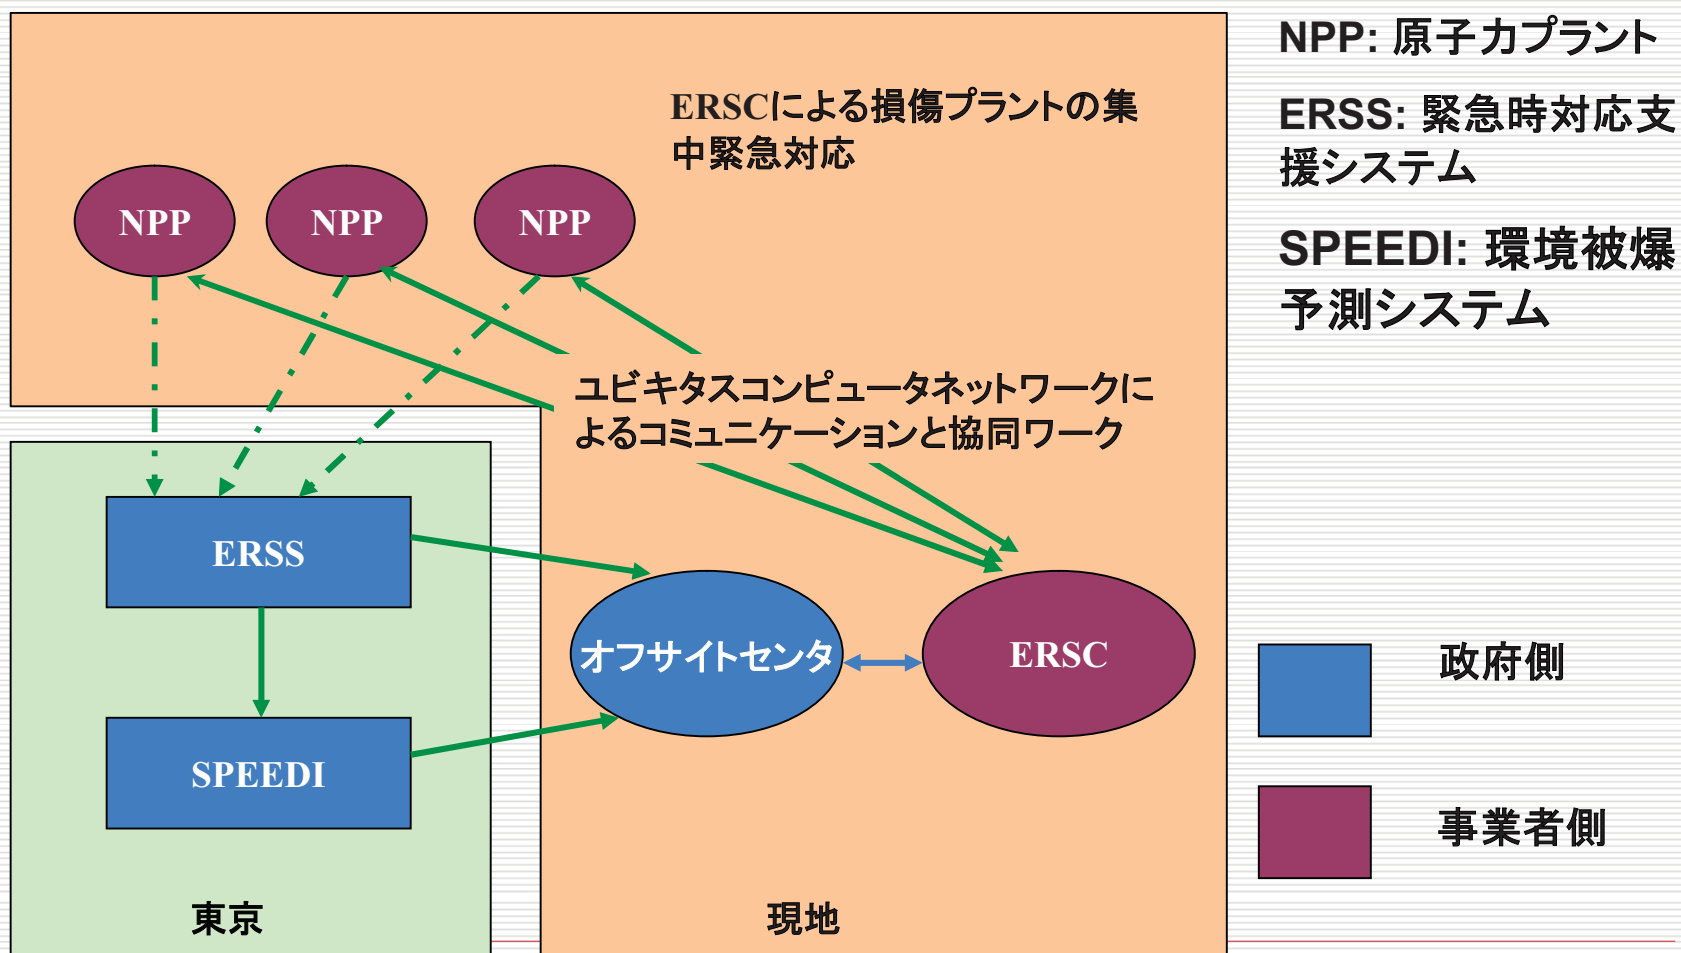 NPP: 原子力プラント
ERSCによる損傷プラントの集
中緊急対応
ERSS: 緊急時対応支
援システム
NPP
NPP
NPP
SPEEDI: 環境被爆
予測システム
ユビキタスコンピュータネットワークに
よるコミュニケーションと協同ワーク
ERSS
オフサイトセンタ
ERSC
政府側
SPEEDI
事業者側
東京
現地